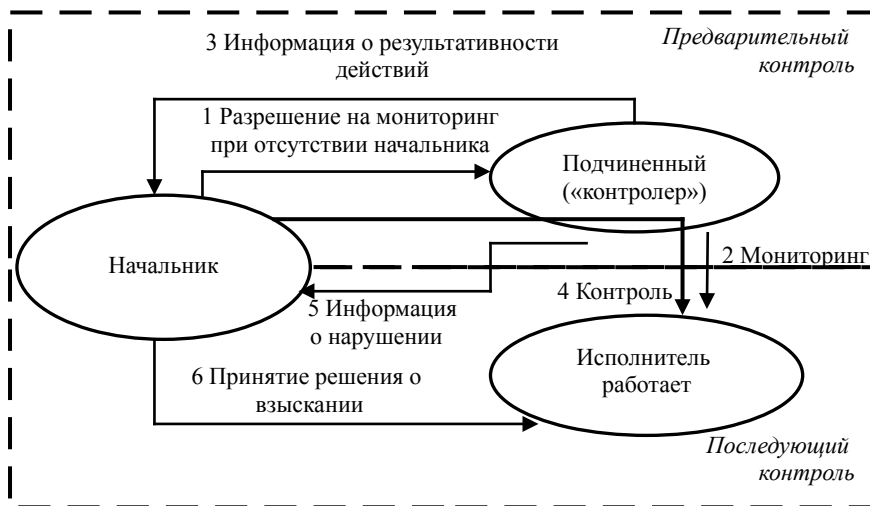 3 Информация о результативности
действий
Предварительный
контроль
1 Разрешение на мониторинг
при отсутствии начальника
Подчиненный
(«контролер»)
Начальник
2 Мониторинг
4 Контроль
5 Информация
о нарушении
Исполнитель
работает
6 Принятие решения о
взыскании
Последующий
контроль